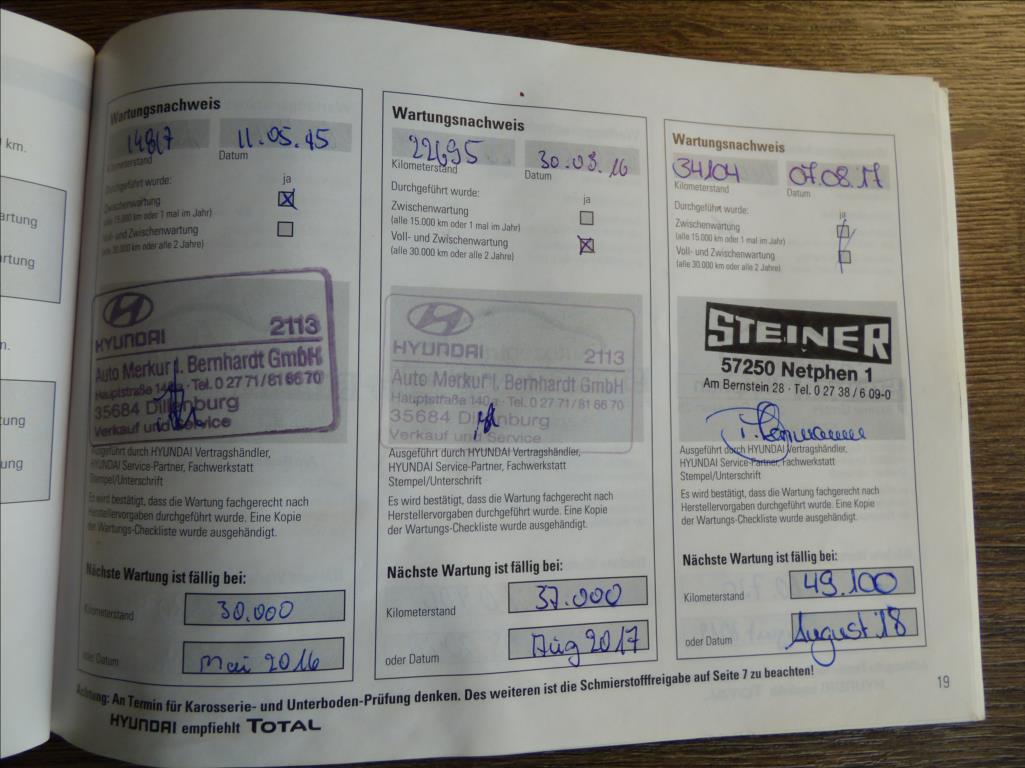 Wartungsnachweis
14817 11.05.15
Kilometerstand Datum
Durchgeführt wurde: ja
Zwischenwartung
(alle 15.000 km oder 1 mal im Jahr)
Voll- und Zwischenwartung
(alle 30.000 km oder alle 2 Jahre)
HYUNDAI 2113
Auto Merkur I. Bernhardt GmbH
Hauptstraße 140 a · Tel. 0 27 71/81 66 70
35684 Dillenburg
Verkauf und Service
Ausgeführt durch HYUNDAI Vertragshändler,
HYUNDAI Service-Partner, Fachwerkstatt
Stempel/Unterschrift
Es wird bestätigt, dass die Wartung fachgerecht nach
Herstellervorgaben durchgeführt wurde. Eine Kopie
der Wartungs-Checkliste wurde ausgehändigt.
Nächste Wartung ist fällig bei:
Kilometerstand 30.000
oder Datum Mai 2016
Wartungsnachweis
22695 30.03.16
Kilometerstand Datum
Durchgeführt wurde: ja
Zwischenwartung
(alle 15.000 km oder 1 mal im Jahr)
Voll- und Zwischenwartung
(alle 30.000 km oder alle 2 Jahre)
HYUNDAI 2113
Auto Merkur I. Bernhardt GmbH
Hauptstraße 140 a · Tel. 0 27 71/81 66 70
35684 Dillenburg
Verkauf und Service
Ausgeführt durch HYUNDAI Vertragshändler,
HYUNDAI Service-Partner, Fachwerkstatt
Stempel/Unterschrift
Es wird bestätigt, dass die Wartung fachgerecht nach
Herstellervorgaben durchgeführt wurde. Eine Kopie
der Wartungs-Checkliste wurde ausgehändigt.
Nächste Wartung ist fällig bei:
Kilometerstand 37.000
oder Datum Aug 2017
Wartungsnachweis
34104 07.08.17
Kilometerstand Datum
Durchgeführt wurde: ja
Zwischenwartung
(alle 15.000 km oder 1 mal im Jahr)
Voll- und Zwischenwartung
(alle 30.000 km oder alle 2 Jahre)
STEINER
57250 Netphen 1
Am Bernstein 28 · Tel. 0 27 38 / 6 09-0
Ausgeführt durch HYUNDAI Vertragshändler,
HYUNDAI Service-Partner, Fachwerkstatt
Stempel/Unterschrift
Es wird bestätigt, dass die Wartung fachgerecht nach
Herstellervorgaben durchgeführt wurde. Eine Kopie
der Wartungs-Checkliste wurde ausgehändigt.
Nächste Wartung ist fällig bei:
Kilometerstand 49.100
oder Datum August '18
Achtung: An Termin für Karosserie- und Unterboden-Prüfung denken. Des weiteren ist die Schmierstofffreigabe auf Seite 7 zu beachten!
HYUNDAI empfiehlt TOTAL
19